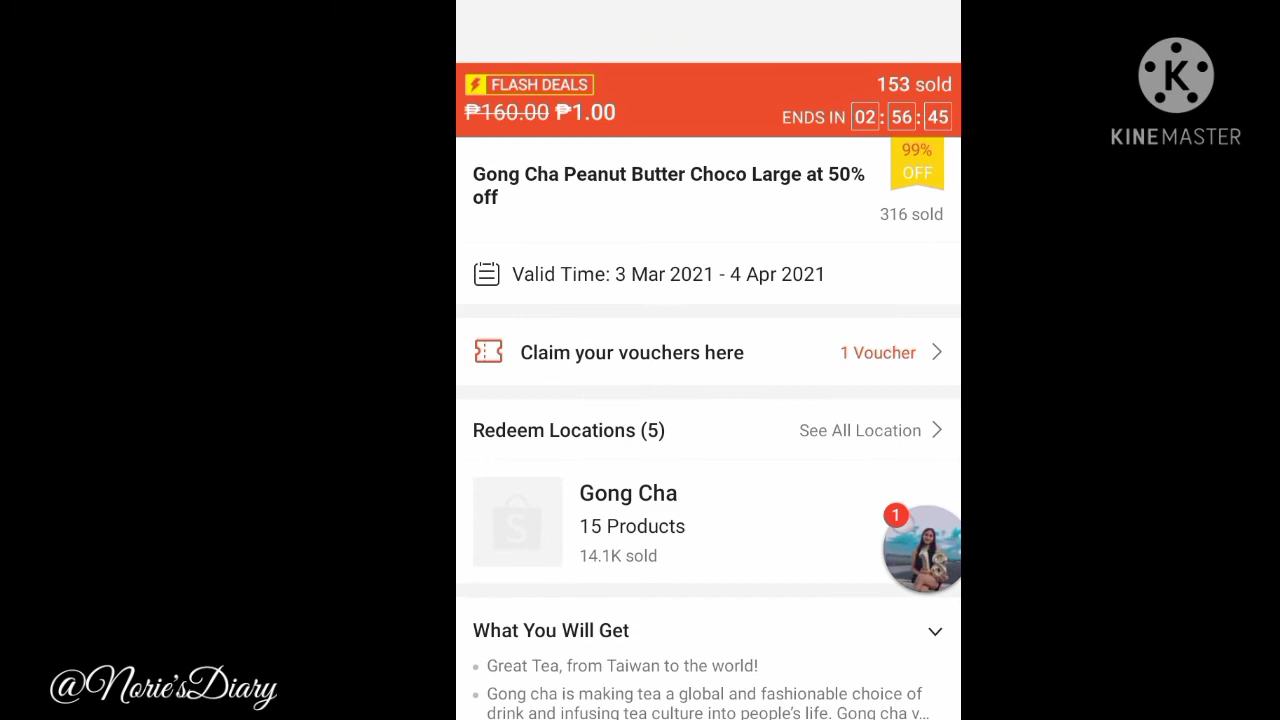 FLASH DEALS
153 sold
₱160.00 ₱1.00
ENDS IN 02:56:45
99%
OFF
Gong Cha Peanut Butter Choco Large at 50%
off
316 sold
Valid Time: 3 Mar 2021 - 4 Apr 2021
Claim your vouchers here
1 Voucher
Redeem Locations (5)
See All Location
Gong Cha
15 Products
14.1K sold
1
18
What You Will Get
Great Tea, from Taiwan to the world!
Gong cha is making tea a global and fashionable choice of
drink and infusing tea culture into people's life. Gong cha v...
K
KINEMASTER
@Norie'sDiary